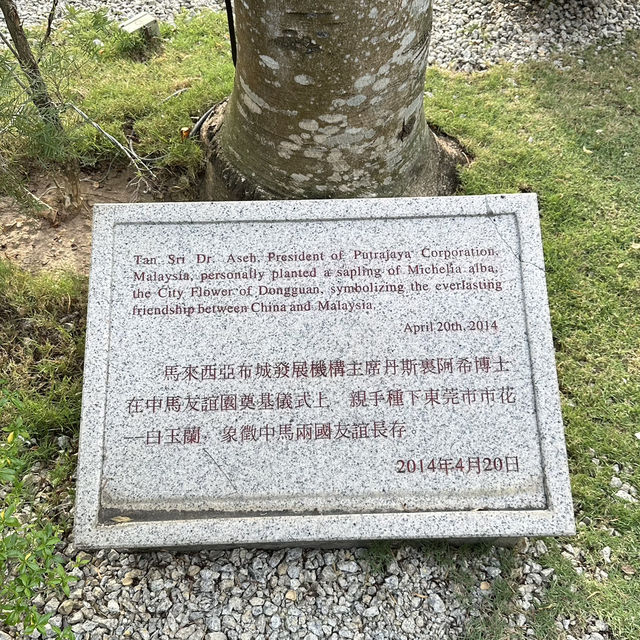 Tan Sri Dr. Aseh, President of Putrajaya Corporation,
Malaysia, personally planted a sapling of Michelia alba,
the City Flower of Dongguan, symbolizing the everlasting
friendship between China and Malaysia.
April 20th, 2014
馬來西亞布城發展機構主席丹斯裏阿希博士
在中馬友誼園奠基儀式上，親手種下東莞市市花
—白玉蘭，象徵中馬兩國友誼長存
2014年4月20日